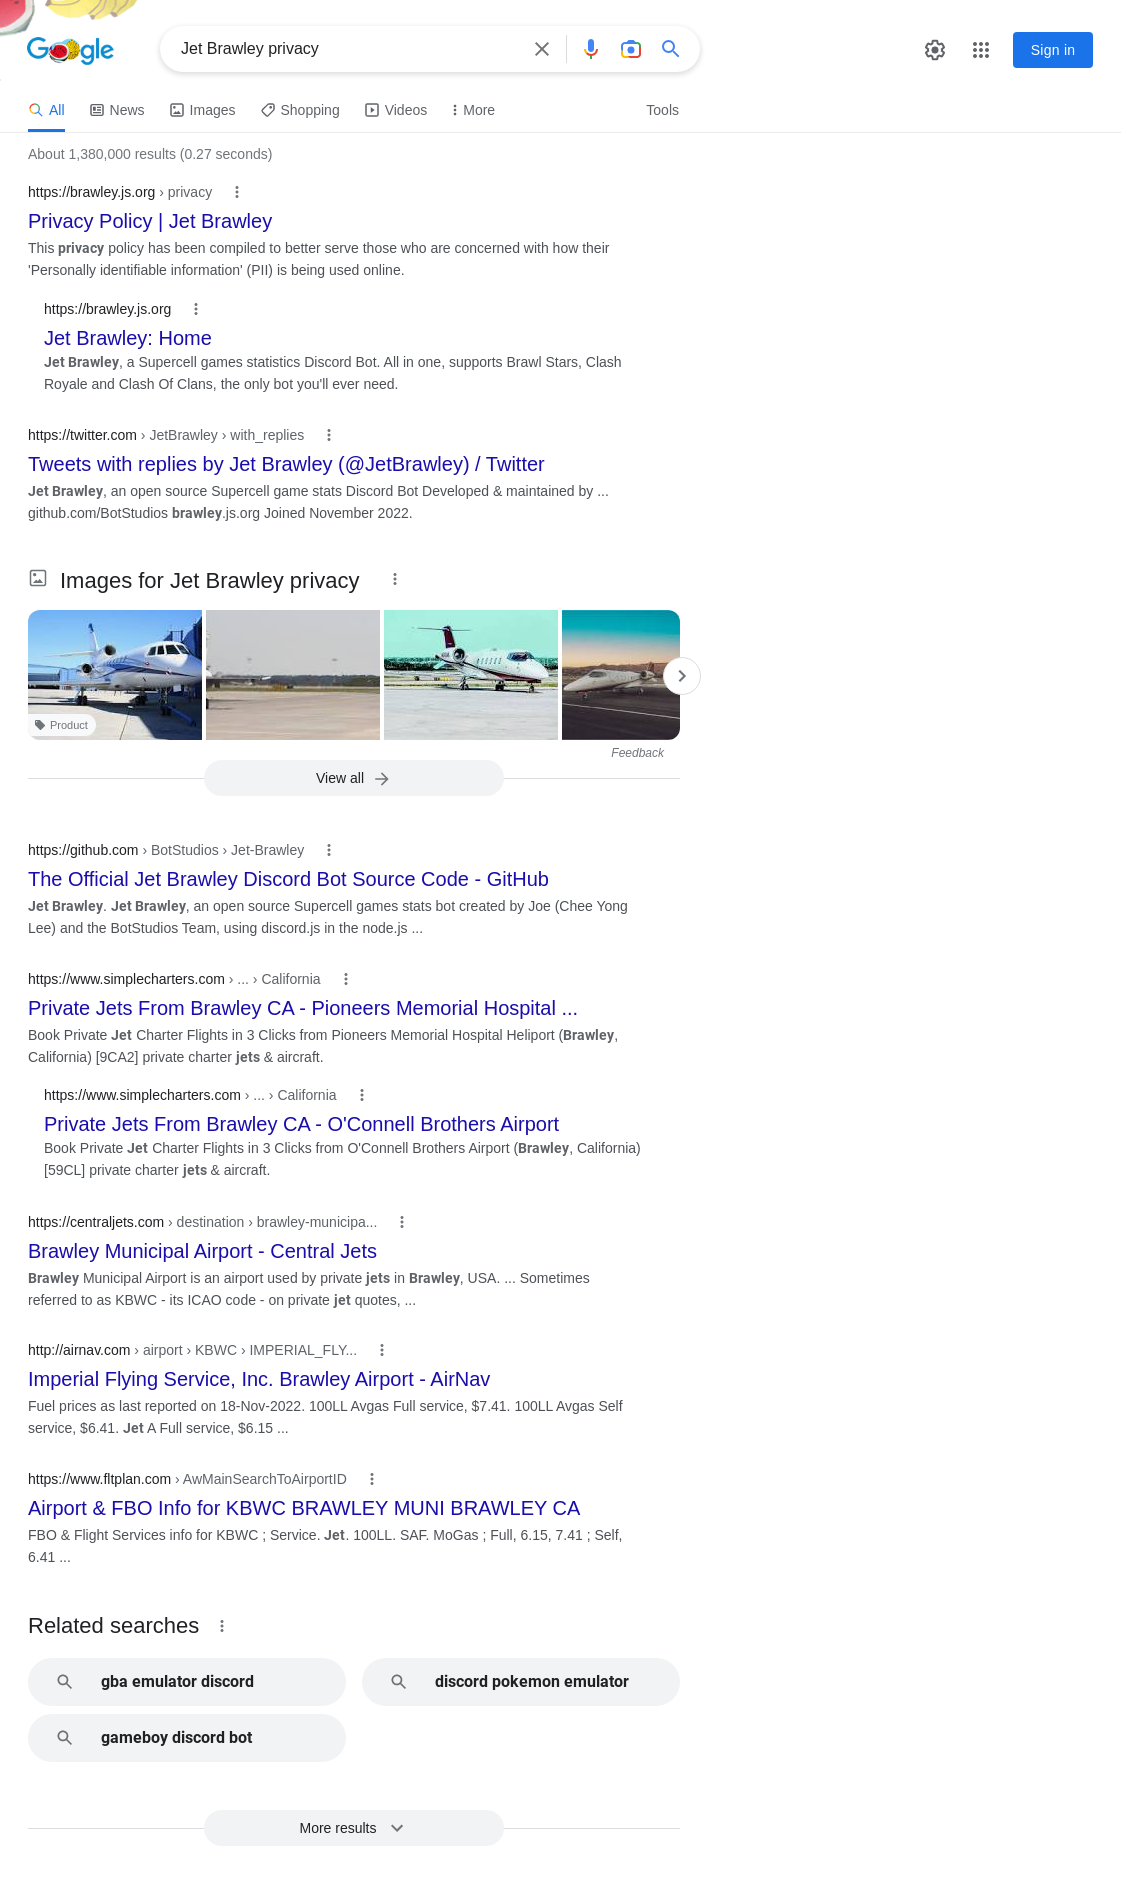 Google
Jet Brawley privacy
Sign in
All
News
Images
Shopping
Videos
More
Tools
About 1,380,000 results (0.27 seconds)
https://brawley.js.org › privacy
Privacy Policy | Jet Brawley
This privacy policy has been compiled to better serve those who are concerned with how their
'Personally identifiable information' (PII) is being used online.
https://brawley.js.org
Jet Brawley: Home
Jet Brawley, a Supercell games statistics Discord Bot. All in one, supports Brawl Stars, Clash
Royale and Clash Of Clans, the only bot you'll ever need.
https://twitter.com › JetBrawley › with_replies
Tweets with replies by Jet Brawley (@JetBrawley) / Twitter
Jet Brawley, an open source Supercell game stats Discord Bot Developed & maintained by ...
github.com/BotStudios brawley.js.org Joined November 2022.
Images for Jet Brawley privacy
Product
Feedback
View all
https://github.com › BotStudios › Jet-Brawley
The Official Jet Brawley Discord Bot Source Code - GitHub
Jet Brawley. Jet Brawley, an open source Supercell games stats bot created by Joe (Chee Yong
Lee) and the BotStudios Team, using discord.js in the node.js ...
https://www.simplecharters.com › ... › California
Private Jets From Brawley CA - Pioneers Memorial Hospital ...
Book Private Jet Charter Flights in 3 Clicks from Pioneers Memorial Hospital Heliport (Brawley,
California) [9CA2] private charter jets & aircraft.
https://www.simplecharters.com › ... › California
Private Jets From Brawley CA - O'Connell Brothers Airport
Book Private Jet Charter Flights in 3 Clicks from O'Connell Brothers Airport (Brawley, California)
[59CL] private charter jets & aircraft.
https://centraljets.com › destination › brawley-municipa...
Brawley Municipal Airport - Central Jets
Brawley Municipal Airport is an airport used by private jets in Brawley, USA. ... Sometimes
referred to as KBWC - its ICAO code - on private jet quotes, ...
http://airnav.com › airport › KBWC › IMPERIAL_FLY...
Imperial Flying Service, Inc. Brawley Airport - AirNav
Fuel prices as last reported on 18-Nov-2022. 100LL Avgas Full service, $7.41. 100LL Avgas Self
service, $6.41. Jet A Full service, $6.15 ...
https://www.fltplan.com › AwMainSearchToAirportID
Airport & FBO Info for KBWC BRAWLEY MUNI BRAWLEY CA
FBO & Flight Services info for KBWC ; Service. Jet. 100LL. SAF. MoGas ; Full, 6.15, 7.41 ; Self,
6.41 ...
Related searches
gba emulator discord
discord pokemon emulator
gameboy discord bot
More results